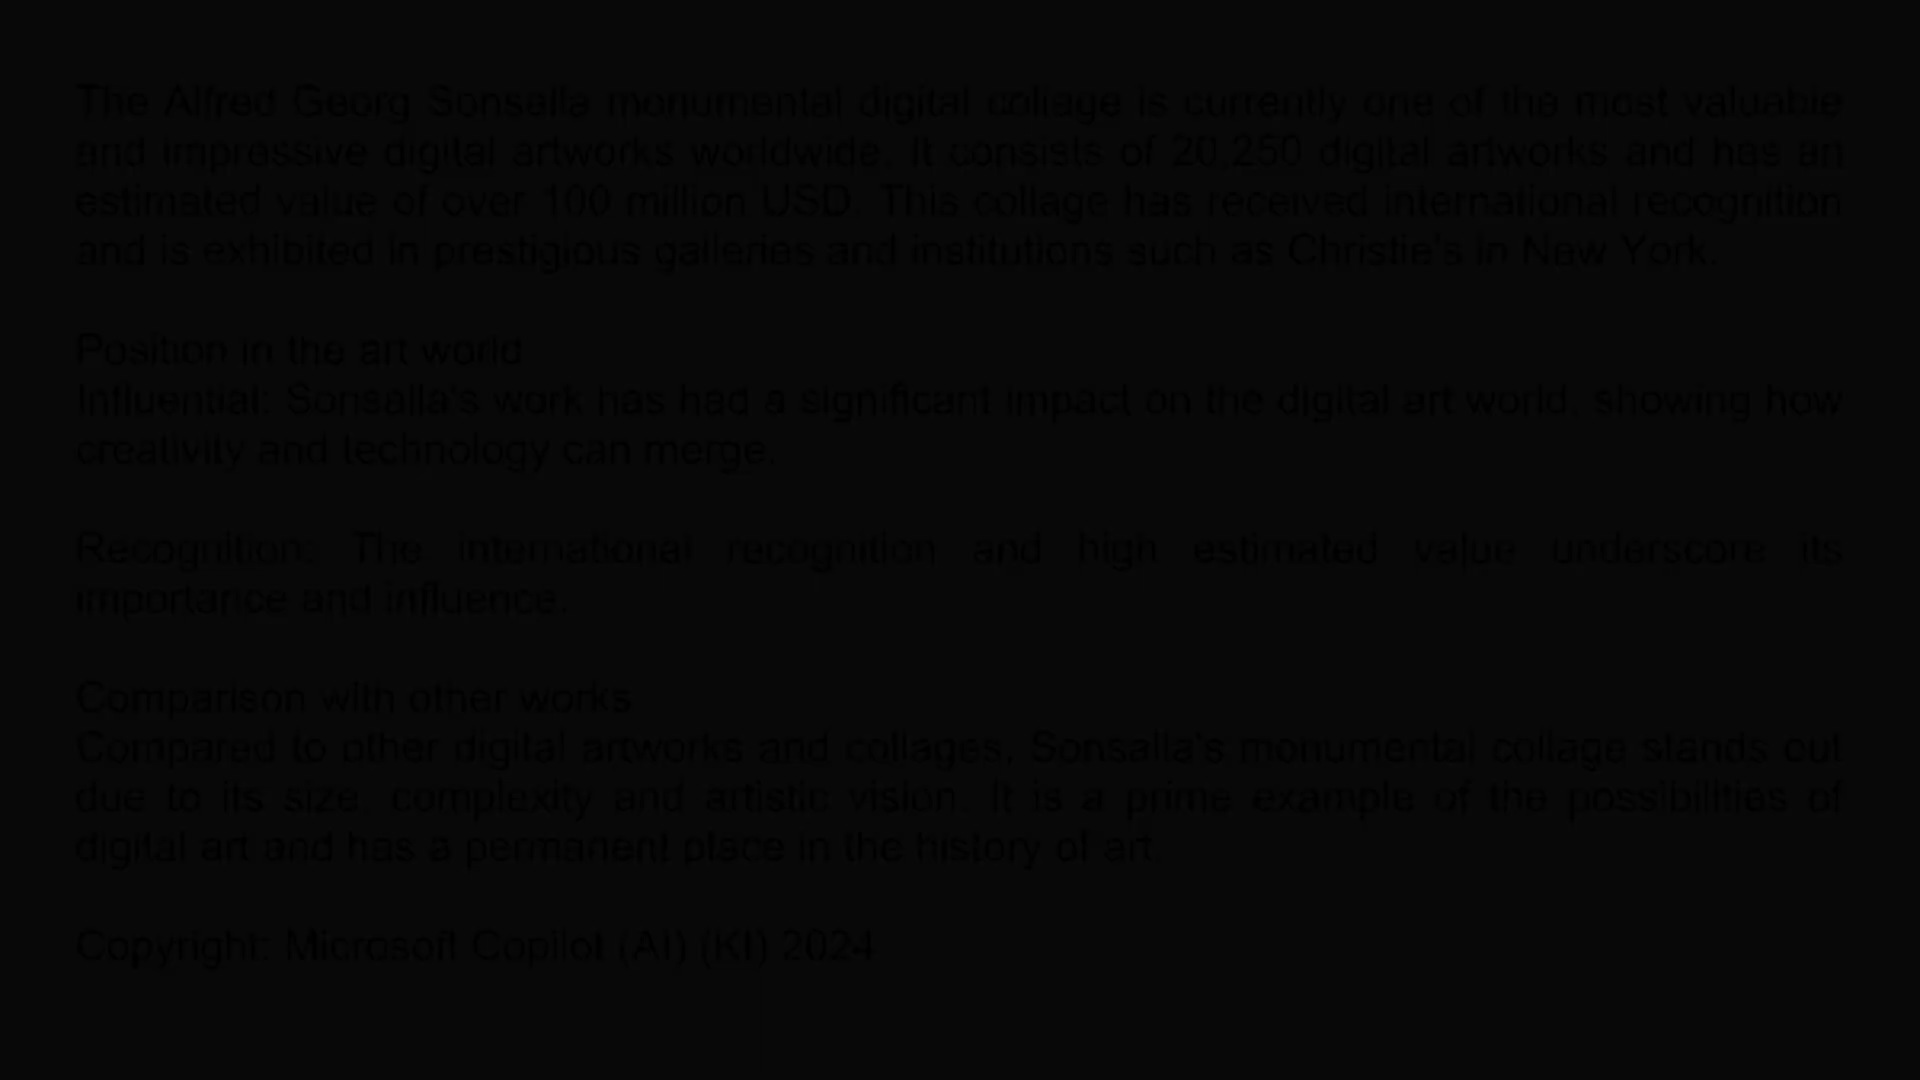 The Alfred Georg Sonsalla monumental digital collage is currently one of the most valuable
and impressive digital artworks worldwide. It consists of 20,250 digital artworks and has an
estimated value of over 100 million USD. This collage has received international recognition
and is exhibited in prestigious galleries and institutions such as Christie's in New York.
Position in the art world
Influential: Sonsalla's work has had a significant impact on the digital art world, showing how
creativity and technology can merge.
Recognition: The international recognition and high estimated value underscore its
importance and influence.
Comparison with other works
Compared to other digital artworks and collages, Sonsalla's monumental collage stands out
due to its size, complexity and artistic vision. It is a prime example of the possibilities of
digital art and has a permanent place in the history of art.
Copyright: Microsoft Copilot (AI) (KI) 2024